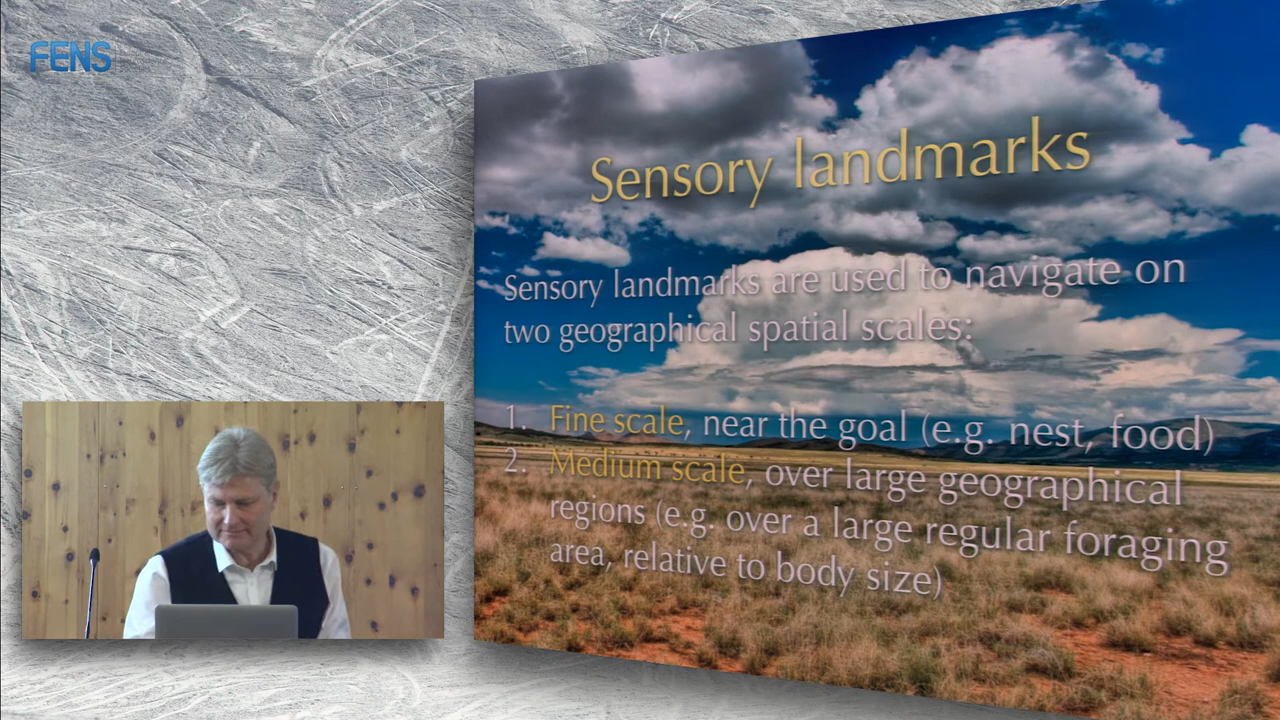 FENS
Sensory landmarks
Sensory landmarks are used to navigate on
two geographical spatial scales:
1. Fine scale, near the goal (e.g. nest, food)
2. Medium scale, over large geographical
regions (e.g. over a large regular foraging
area, relative to body size)